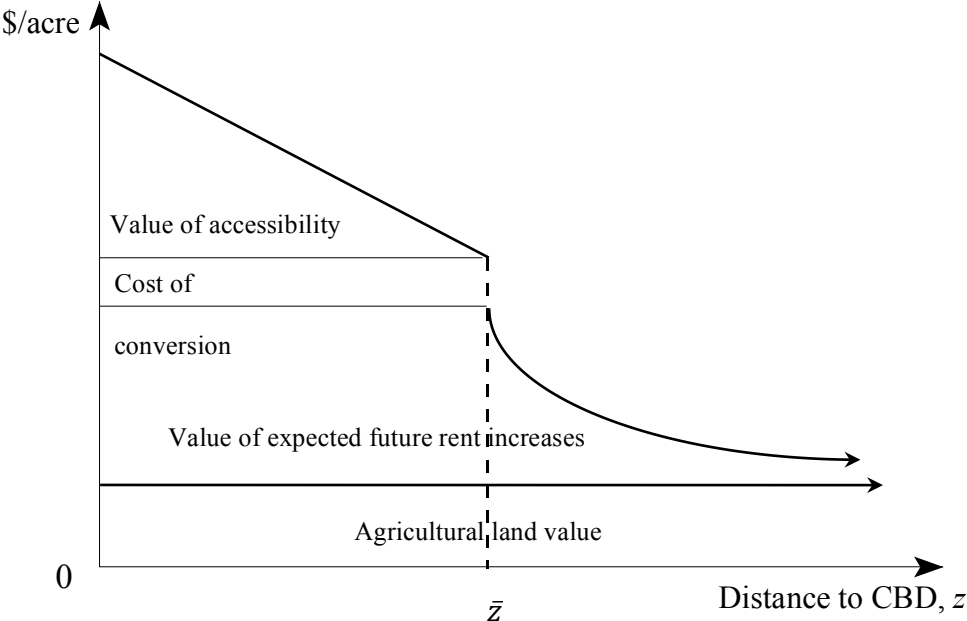 $/acre
Value of accessibility
Cost of
conversion
Value of expected future rent increases
Agricultural land value
0
z̄
Distance to CBD, z